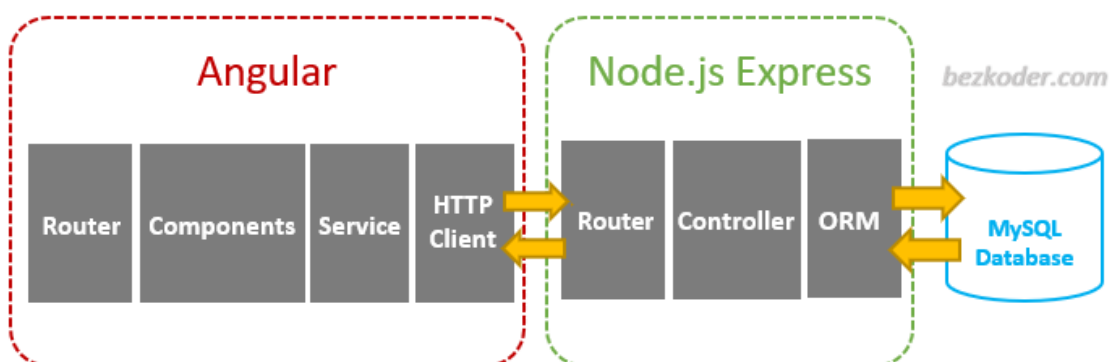 Angular
Node.js Express
bezkoder.com
Router
Components
Service
HTTP
Client
Router
Controller
ORM
MySQL
Database